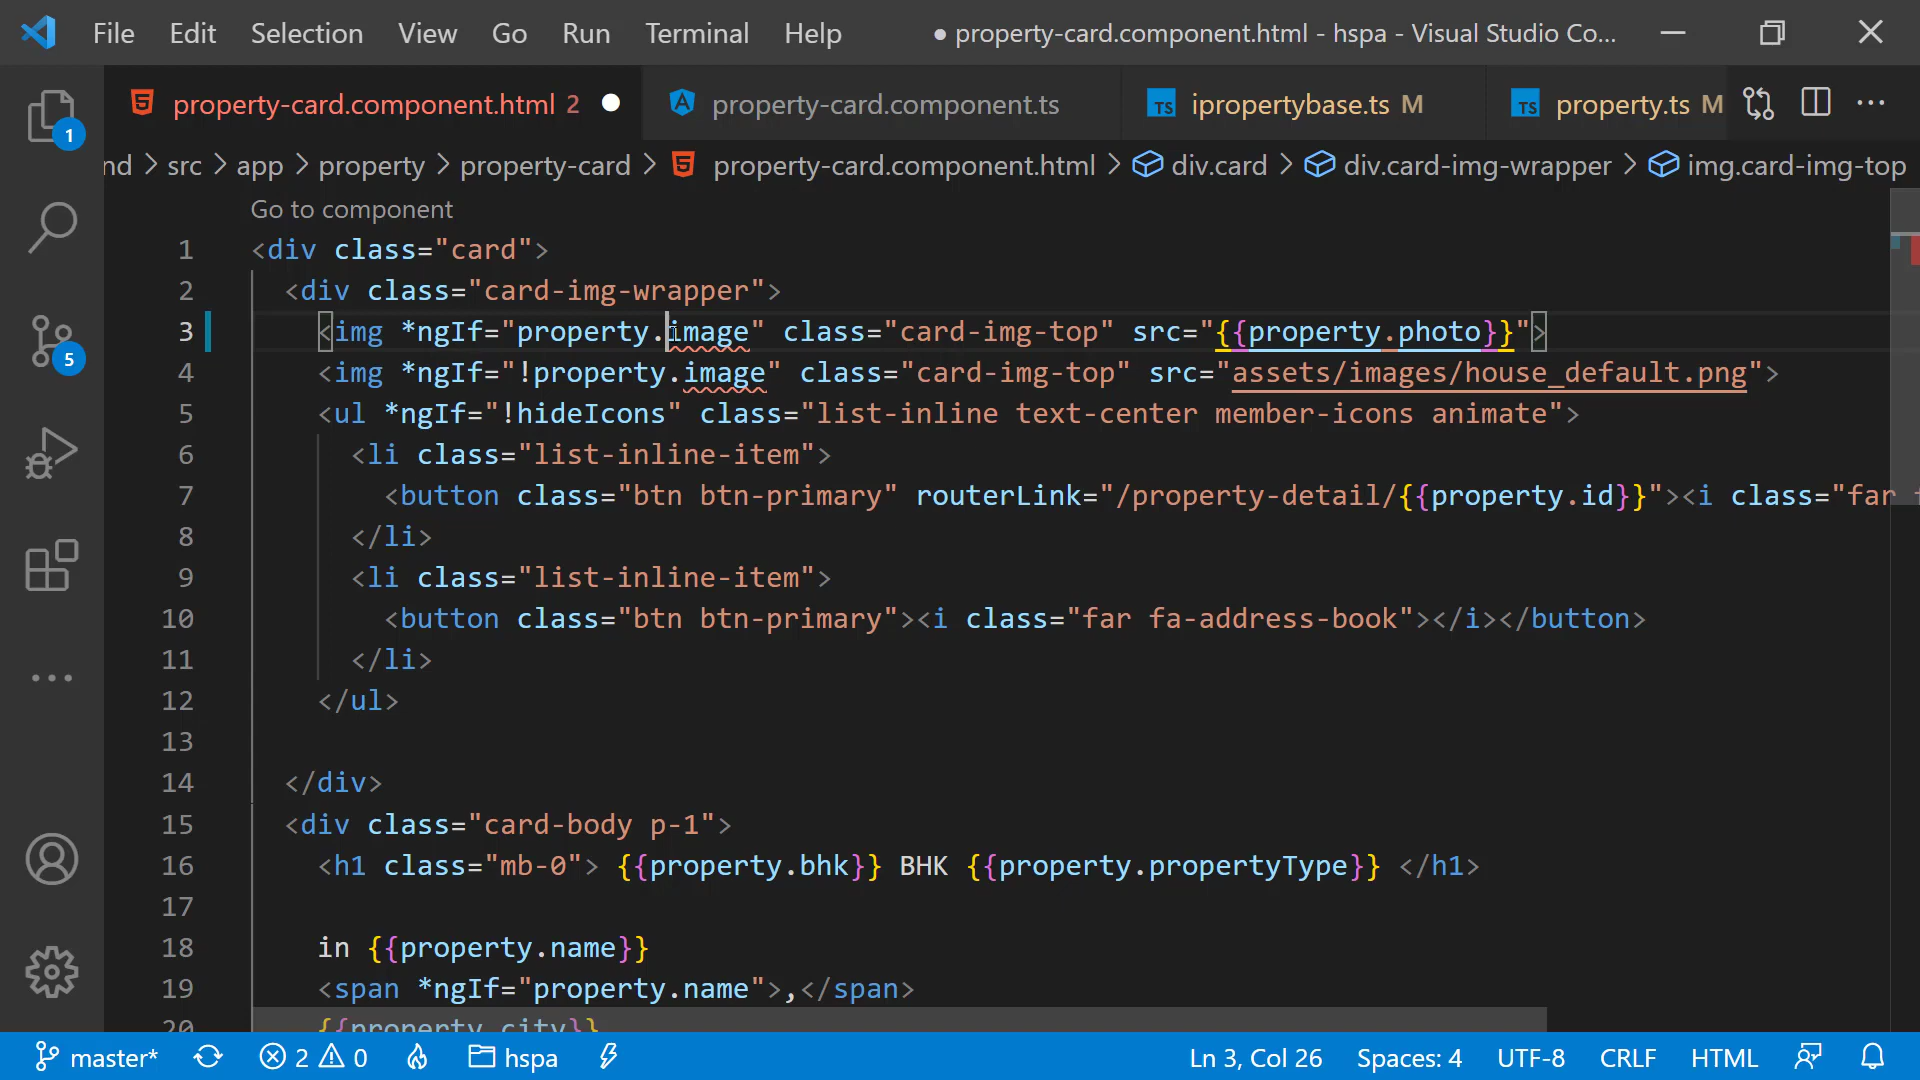 File Edit Selection View Go Run Terminal Help ● property-card.component.html - hspa - Visual Studio Co...
property-card.component.html 2 ● property-card.component.ts TS ipropertybase.ts M TS property.ts M
nd > src > app > property > property-card > property-card.component.html > div.card > div.card-img-wrapper > img.card-img-top
Go to component
1 <div class="card">
2 <div class="card-img-wrapper">
3 <img *ngIf="property.image" class="card-img-top" src="{{property.photo}}">
4 <img *ngIf="!property.image" class="card-img-top" src="assets/images/house_default.png">
5 <ul *ngIf="!hideIcons" class="list-inline text-center member-icons animate">
6 <li class="list-inline-item">
7 <button class="btn btn-primary" routerLink="/property-detail/{{property.id}}"><i class="far
8 </li>
9 <li class="list-inline-item">
10 <button class="btn btn-primary"><i class="far fa-address-book"></i></button>
11 </li>
12 </ul>
13
14 </div>
15 <div class="card-body p-1">
16 <h1 class="mb-0"> {{property.bhk}} BHK {{property.propertyType}} </h1>
17
18 in {{property.name}}
19 <span *ngIf="property.name">,</span>
20 {{property.city}}
1
5
master* 2 0 hspa Ln 3, Col 26 Spaces: 4 UTF-8 CRLF HTML